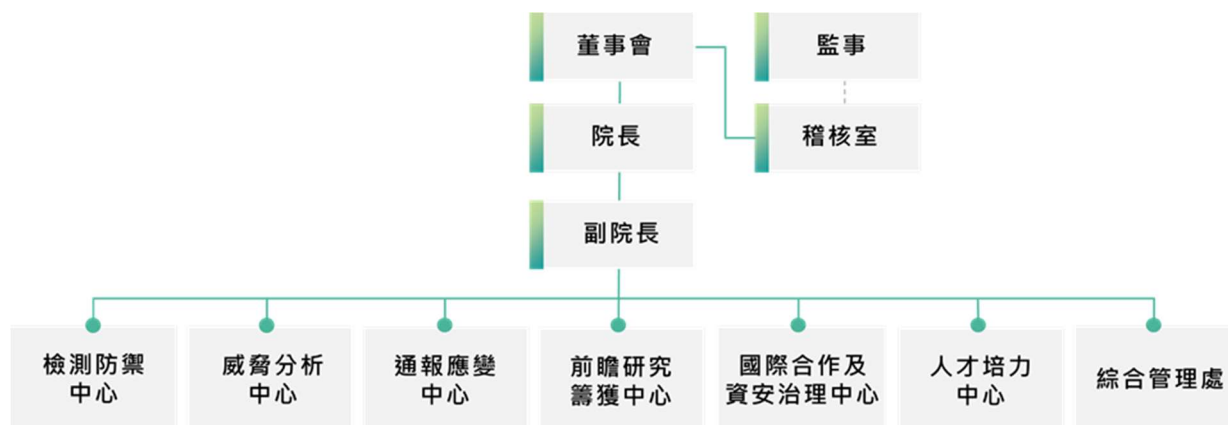 董事會
監事
院長
稽核室
副院長
檢測防禦
中心
威脅分析
中心
通報應變
中心
前瞻研究
籌獲中心
國際合作及
資安治理中心
人才培力
中心
綜合管理處